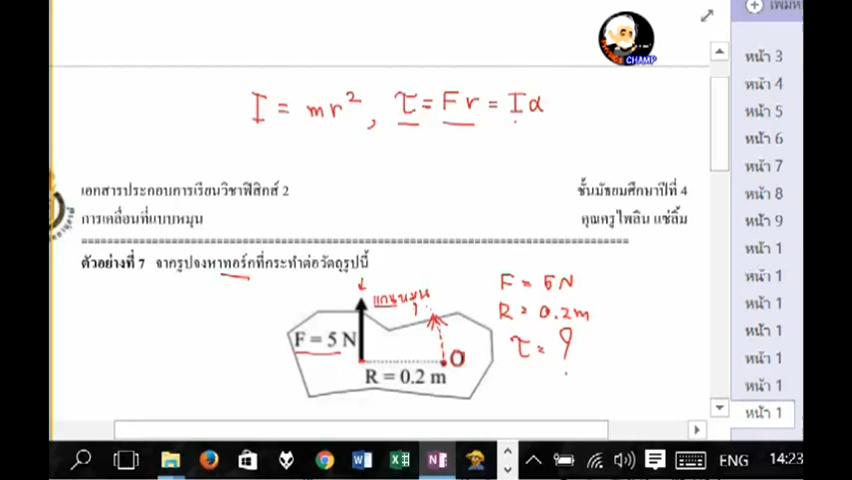 เพิ่มห
PHYSICS CHAMP
หน้า 3
หน้า 4
หน้า 5
หน้า 6
หน้า 7
หน้า 8
หน้า 9
หน้า 1
หน้า 1
หน้า 1
หน้า 1
หน้า 1
หน้า 1
หน้า 1
I = mr², τ = Fr = Iα
เอกสารประกอบการเรียนวิชาฟิสิกส์ 2 ชั้นมัธยมศึกษาปีที่ 4
การเคลื่อนที่แบบหมุน คุณครูไพลิน แซ่ลิ้ม
ตัวอย่างที่ 7 จากรูปจงหาทอร์กที่กระทำต่อวัตถุรูปนี้
แกนหมุน
F = 5 N
R = 0.2 m
τ = ?
F = 5 N
O
R = 0.2 m
ENG 14:23